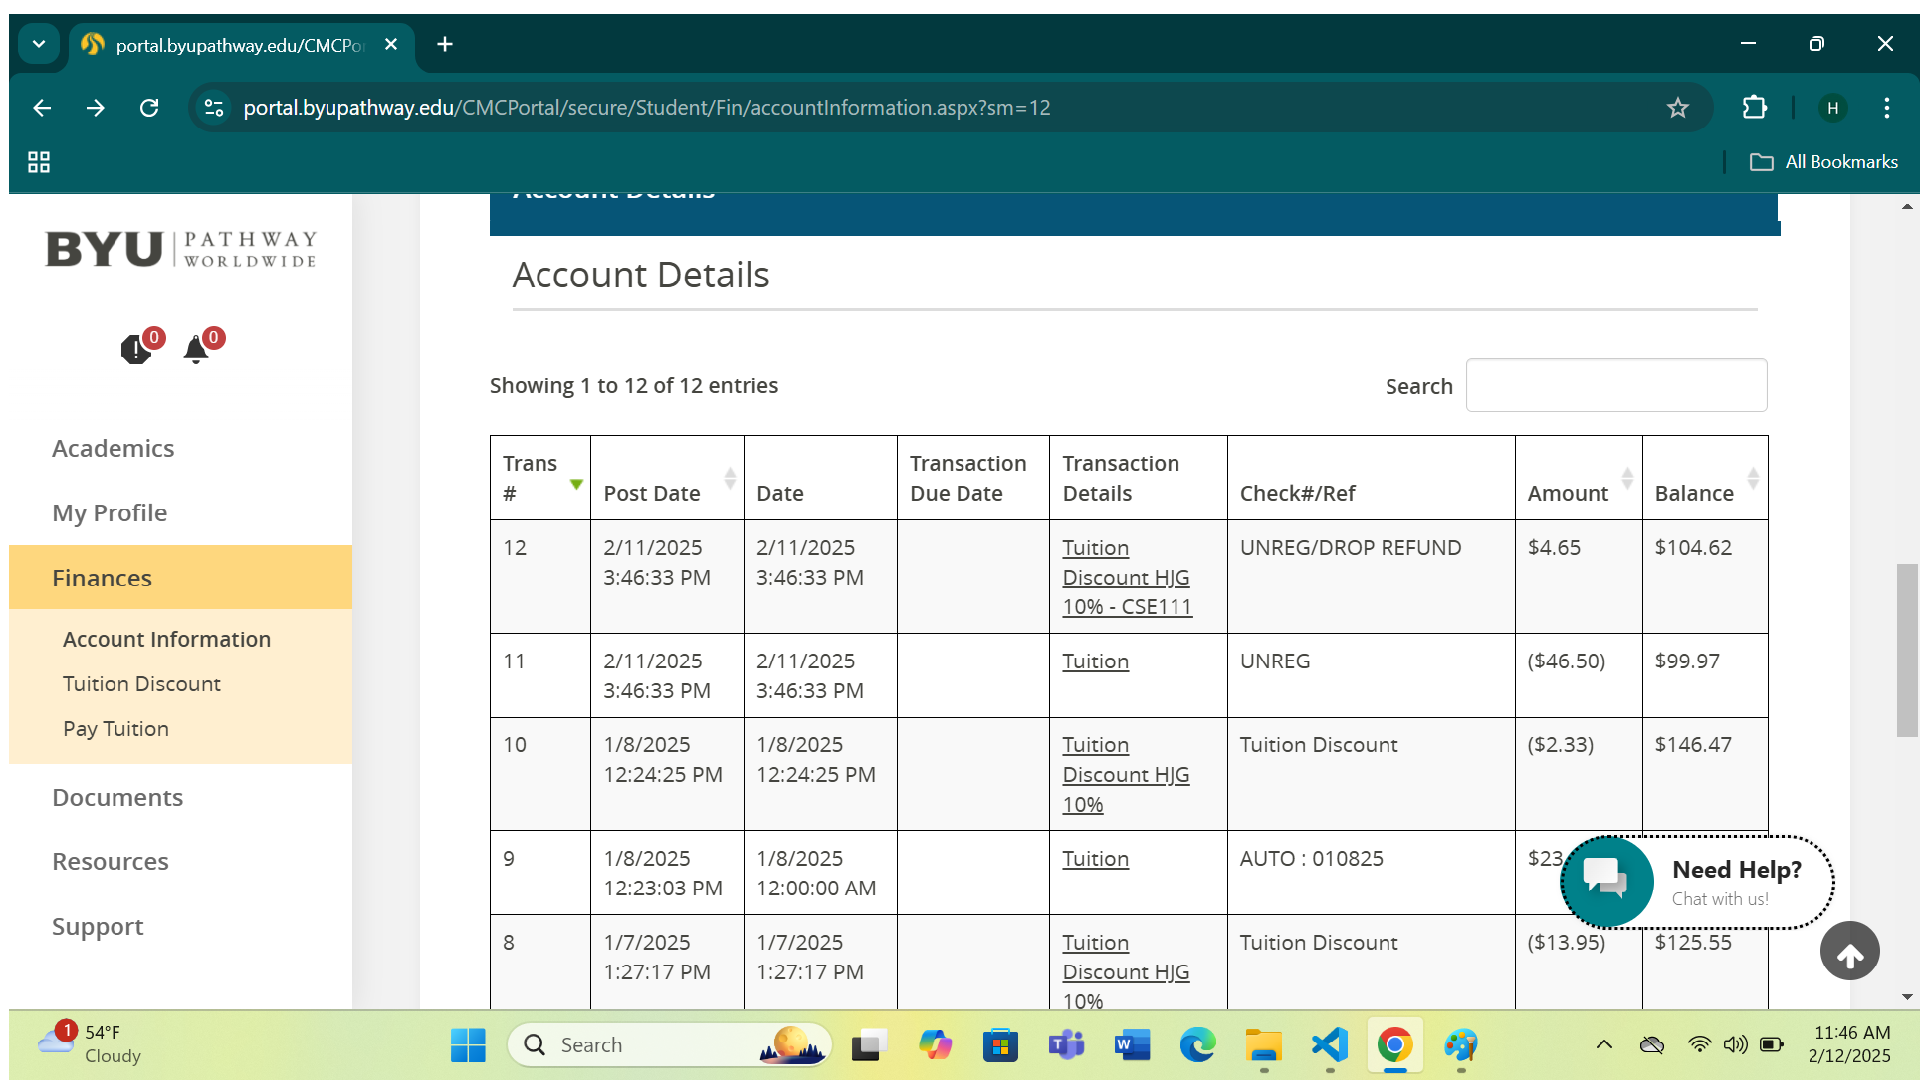 portal.byupathway.edu/CMCPo
portal.byupathway.edu/CMCPortal/secure/Student/Fin/accountInformation.aspx?sm=12
H
All Bookmarks
BYU PATHWAY WORLDWIDE
0 0
Academics
My Profile
Finances
Account Information
Tuition Discount
Pay Tuition
Documents
Resources
Support
Account Details
Account Details
Showing 1 to 12 of 12 entries
Search
Trans # Post Date Date Transaction Due Date Transaction Details Check#/Ref Amount Balance
12 2/11/2025 3:46:33 PM 2/11/2025 3:46:33 PM Tuition Discount HJG 10% - CSE111 UNREG/DROP REFUND $4.65 $104.62
11 2/11/2025 3:46:33 PM 2/11/2025 3:46:33 PM Tuition UNREG ($46.50) $99.97
10 1/8/2025 12:24:25 PM 1/8/2025 12:24:25 PM Tuition Discount HJG 10% Tuition Discount ($2.33) $146.47
9 1/8/2025 12:23:03 PM 1/8/2025 12:00:00 AM Tuition AUTO : 010825 $23
8 1/7/2025 1:27:17 PM 1/7/2025 1:27:17 PM Tuition Discount HJG 10% Tuition Discount ($13.95) $125.55
Need Help?
Chat with us!
1
54°F
Cloudy
Search
11:46 AM
2/12/2025